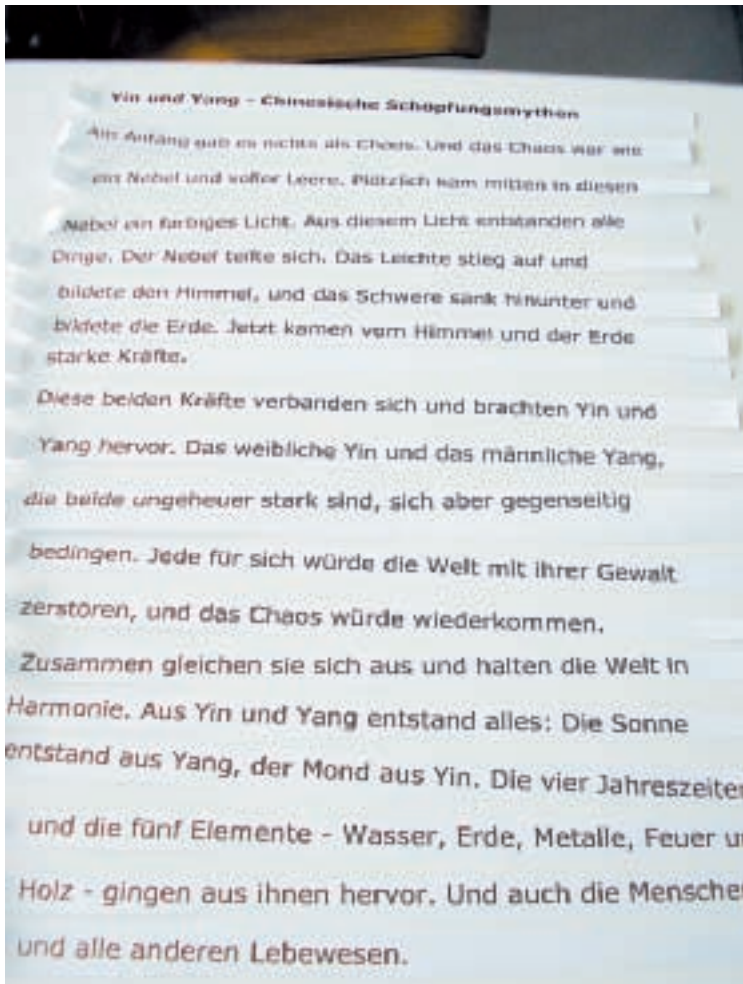 Yin und Yang - Chinesische Schöpfungsmythen
Am Anfang gab es nichts als Chaos. Und das Chaos war wie
ein Nebel und voller Leere. Plötzlich kam mitten in diesen
Nebel ein farbiges Licht. Aus diesem Licht entstanden alle
Dinge. Der Nebel teilte sich. Das Leichte stieg auf und
bildete den Himmel, und das Schwere sank hinunter und
bildete die Erde. Jetzt kamen vom Himmel und der Erde
starke Kräfte.
Diese beiden Kräfte verbanden sich und brachten Yin und
Yang hervor. Das weibliche Yin und das männliche Yang,
die beide ungeheuer stark sind, sich aber gegenseitig
bedingen. Jede für sich würde die Welt mit ihrer Gewalt
zerstören, und das Chaos würde wiederkommen.
Zusammen gleichen sie sich aus und halten die Welt in
Harmonie. Aus Yin und Yang entstand alles: Die Sonne
entstand aus Yang, der Mond aus Yin. Die vier Jahreszeiten
und die fünf Elemente - Wasser, Erde, Metalle, Feuer u
Holz - gingen aus ihnen hervor. Und auch die Mensche
und alle anderen Lebewesen.